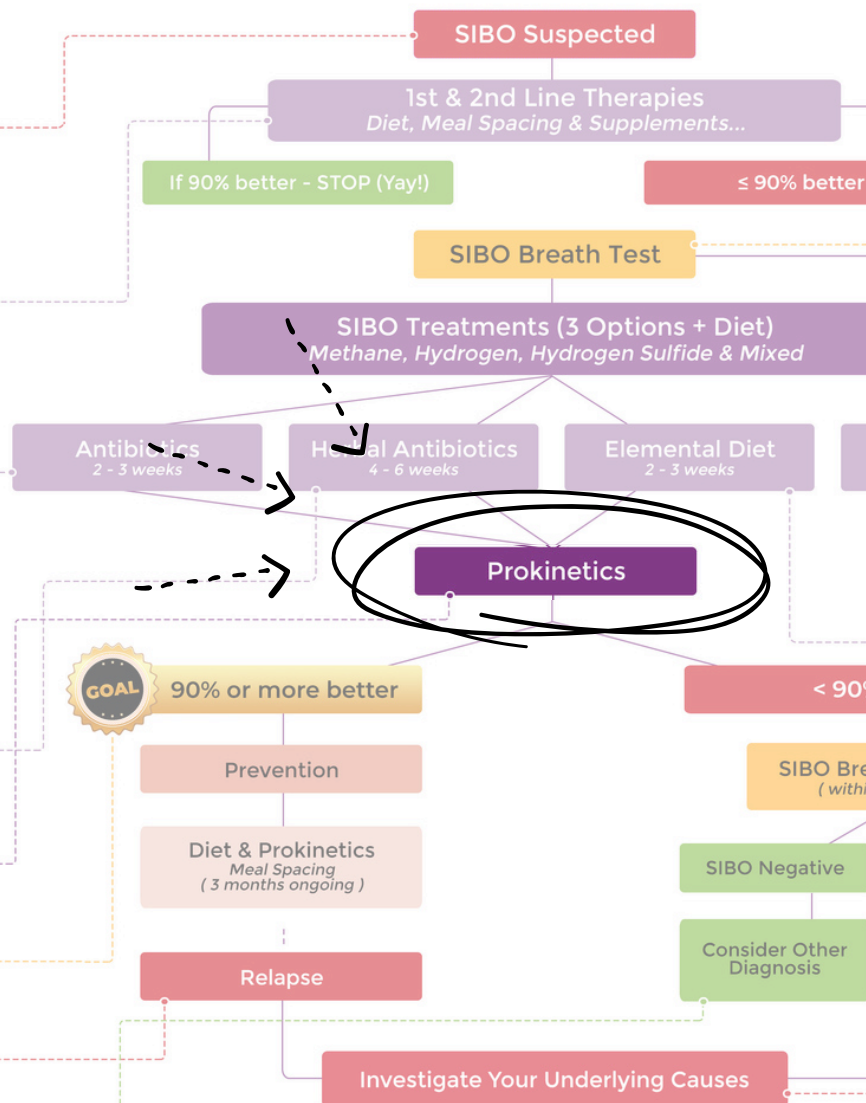 SIBO Suspected
1st & 2nd Line Therapies
Diet, Meal Spacing & Supplements...
If 90% better - STOP (Yay!)
≤ 90% better
SIBO Breath Test
SIBO Treatments (3 Options + Diet)
Methane, Hydrogen, Hydrogen Sulfide & Mixed
Antibiotics
2 - 3 weeks
Herbal Antibiotics
4 - 6 weeks
Elemental Diet
2 - 3 weeks
Prokinetics
GOAL
90% or more better
< 90%
Prevention
SIBO
Diet & Prokinetics
Meal Spacing
( 3 months ongoing )
SIBO Negative
Consider Other
Diagnosis
Relapse
Investigate Your Underlying Causes